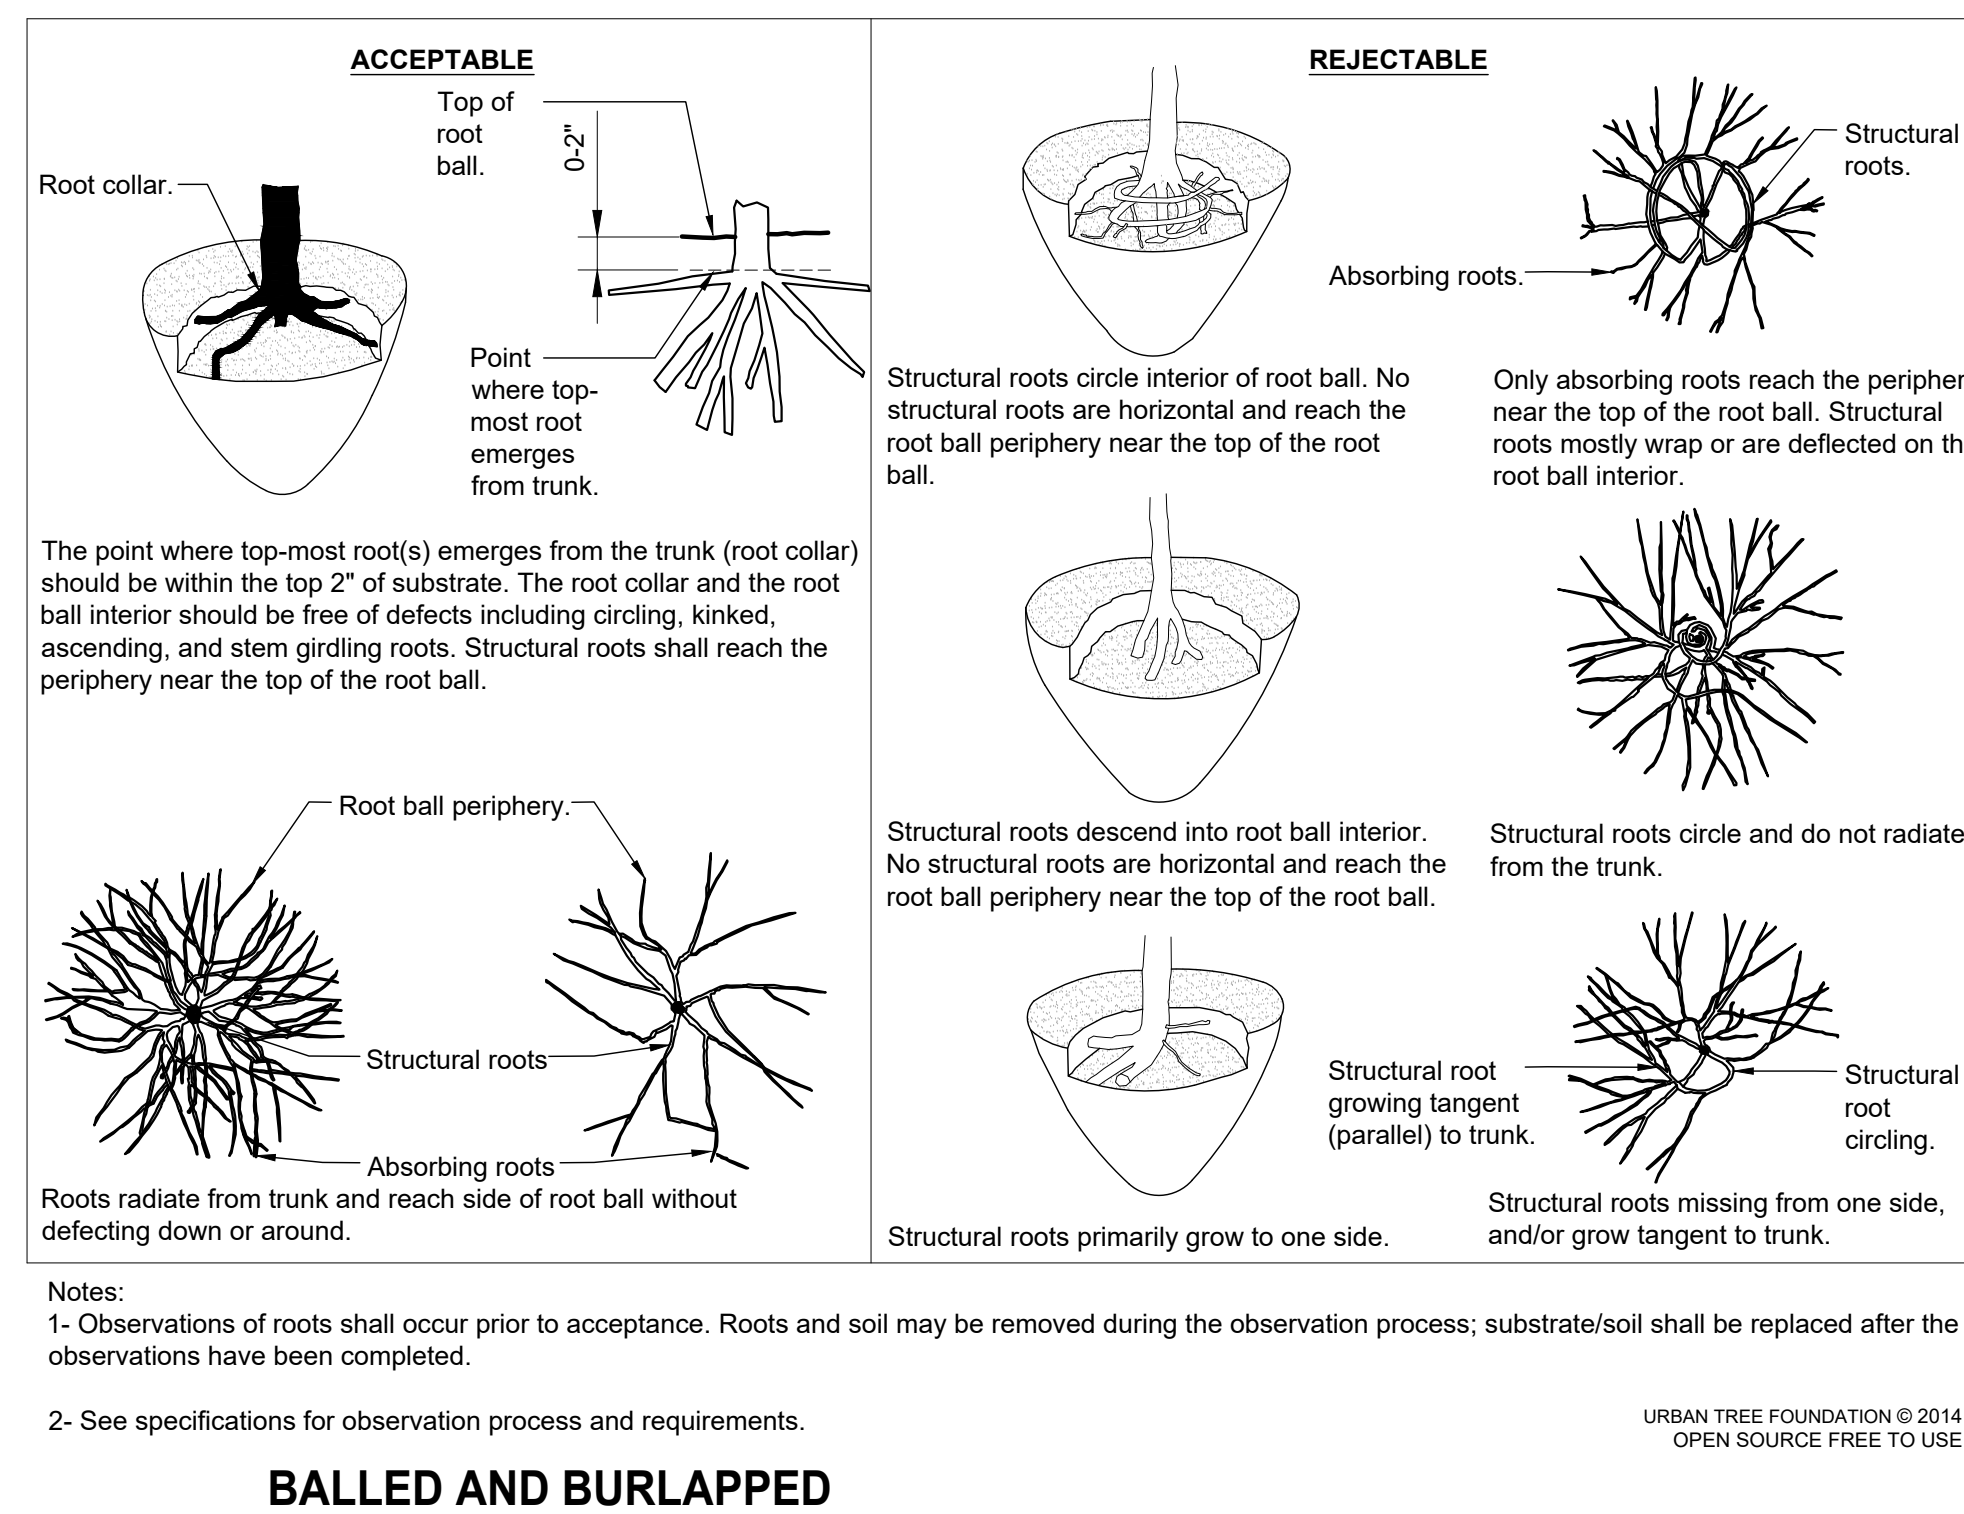 ACCEPTABLE
Top of
root
ball.
0-2"
Root collar.
Point
where top-
most root
emerges
from trunk.
The point where top-most root(s) emerges from the trunk (root collar)
should be within the top 2" of substrate. The root collar and the root
ball interior should be free of defects including circling, kinked,
ascending, and stem girdling roots. Structural roots shall reach the
periphery near the top of the root ball.
Root ball periphery.
Structural roots
Absorbing roots
Roots radiate from trunk and reach side of root ball without
defecting down or around.
REJECTABLE
Structural
roots.
Absorbing roots.
Structural roots circle interior of root ball. No
structural roots are horizontal and reach the
root ball periphery near the top of the root
ball.
Only absorbing roots reach the peripher
near the top of the root ball. Structural
roots mostly wrap or are deflected on th
root ball interior.
Structural roots descend into root ball interior.
No structural roots are horizontal and reach the
root ball periphery near the top of the root ball.
Structural roots circle and do not radiate
from the trunk.
Structural root
growing tangent
(parallel) to trunk.
Structural
root
circling.
Structural roots primarily grow to one side.
Structural roots missing from one side,
and/or grow tangent to trunk.
Notes:
1- Observations of roots shall occur prior to acceptance. Roots and soil may be removed during the observation process; substrate/soil shall be replaced after the
observations have been completed.
2- See specifications for observation process and requirements.
URBAN TREE FOUNDATION © 2014
OPEN SOURCE FREE TO USE
BALLED AND BURLAPPED